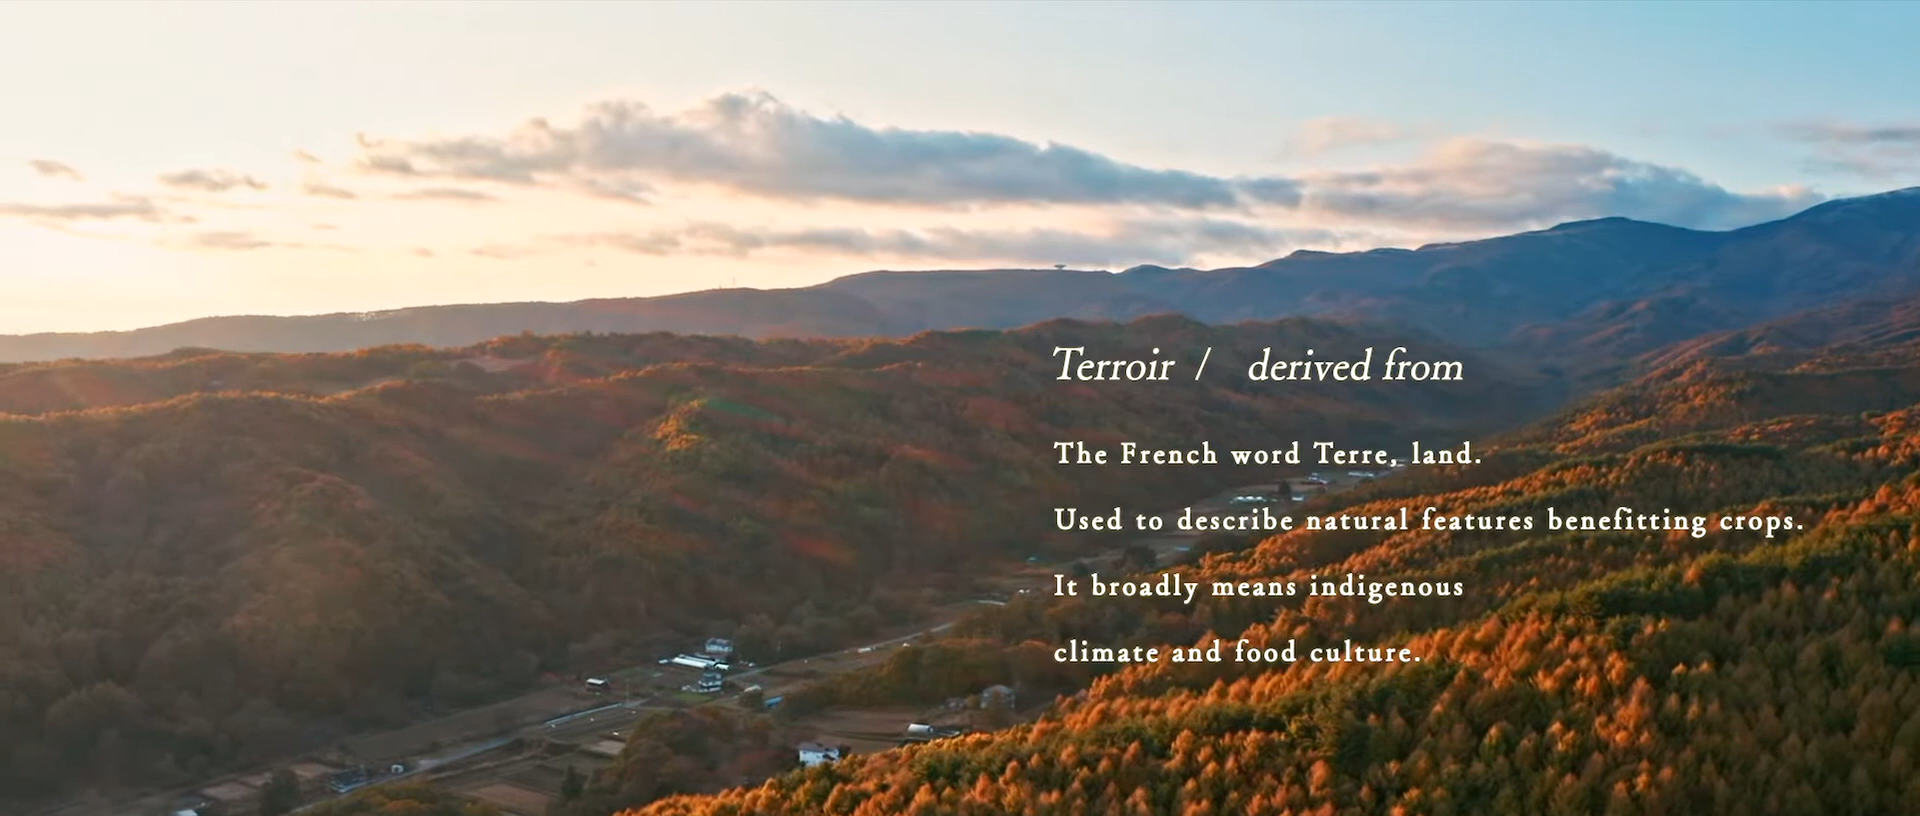 Terroir / derived from
The French word Terre, land.
Used to describe natural features benefitting crops.
It broadly means indigenous
climate and food culture.